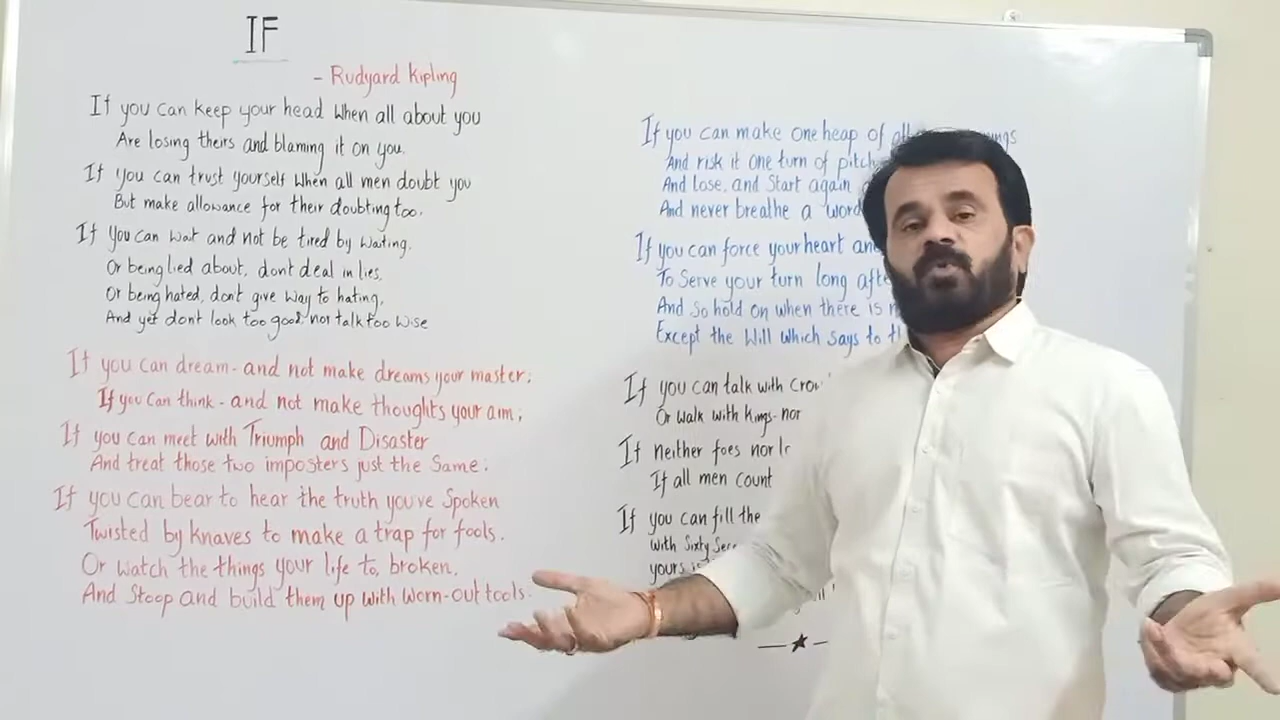 IF
- Rudyard Kipling
If you can keep your head when all about you
Are losing theirs and blaming it on you.
If you can trust yourself when all men doubt you
But make allowance for their doubting too.
If you can wait and not be tired by waiting.
Or being lied about, dont deal in lies,
Or being hated, don't give way to hating,
And yet dont look too good nor talk too wise
If you can dream - and not make dreams your master;
If you can think - and not make thoughts your aim;
If you can meet with Triumph and Disaster
And treat those two imposters just the same;
If you can bear to hear the truth you've spoken
Twisted by knaves to make a trap for fools.
Or watch the things your life to, broken,
And stoop and build them up with worn-out tools.
If you can make one heap of
And risk it one turn of pitch
And lose, and start again
And never breathe a word
If you can force your heart and
To serve your turn long
And so hold on when there is
Except the Will which says to
If you can talk with
Or walk with kings - nor
If neither foes nor
If all men count
If you can fill the
with sixty
yours